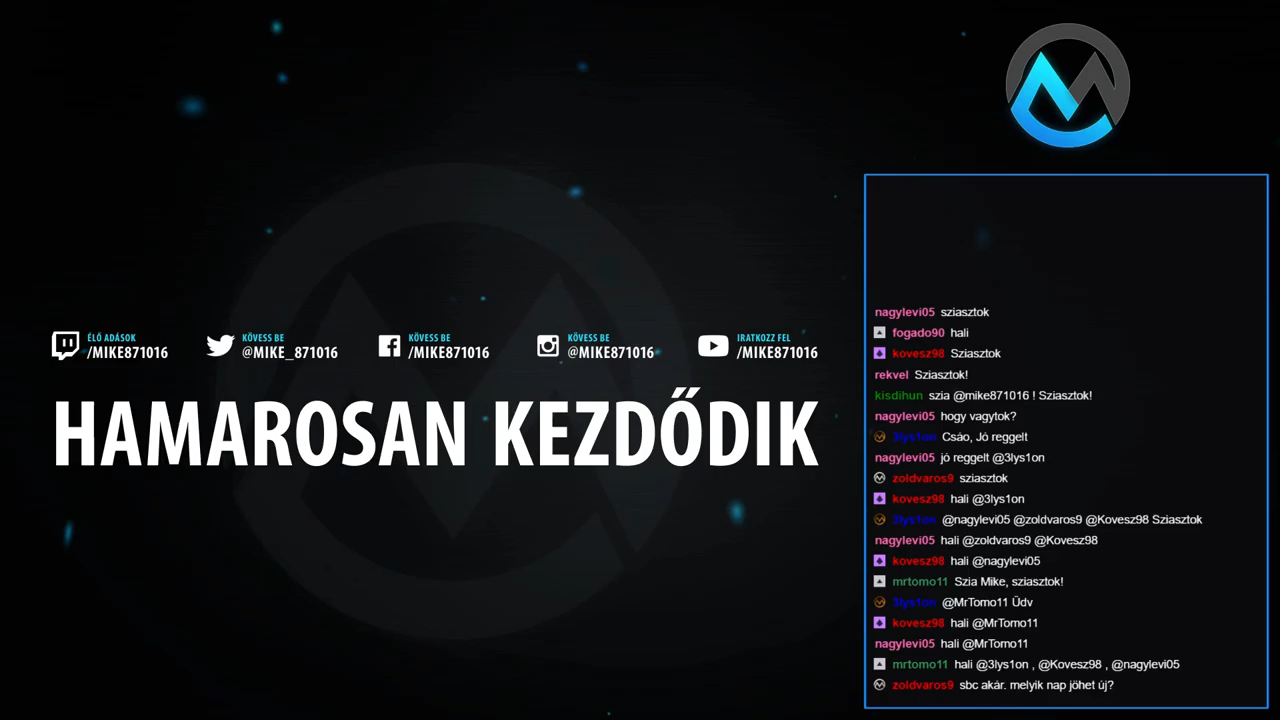 ÉLŐ ADÁSOK
/MIKE871016
KÖVESS BE
@MIKE_871016
KÖVESS BE
/MIKE871016
KÖVESS BE
@MIKE871016
IRATKOZZ FEL
/MIKE871016
HAMAROSAN KEZDŐDIK
nagylevi05 sziasztok
fogado90 hali
kovesz98 Sziasztok
rekvel Sziasztok!
kisdihun szia @mike871016 ! Sziasztok!
nagylevi05 hogy vagytok?
3lys1on Csáo, Jó reggelt
nagylevi05 jó reggelt @3lys1on
zoldvaros9 sziasztok
kovesz98 hali @3lys1on
3lys1on @nagylevi05 @zoldvaros9 @Kovesz98 Sziasztok
nagylevi05 hali @zoldvaros9 @Kovesz98
kovesz98 hali @nagylevi05
mrtomo11 Szia Mike, sziasztok!
3lys1on @MrTomo11 Üdv
kovesz98 hali @MrTomo11
nagylevi05 hali @MrTomo11
mrtomo11 hali @3lys1on , @Kovesz98 , @nagylevi05
zoldvaros9 sbc akár. melyik nap jöhet új?